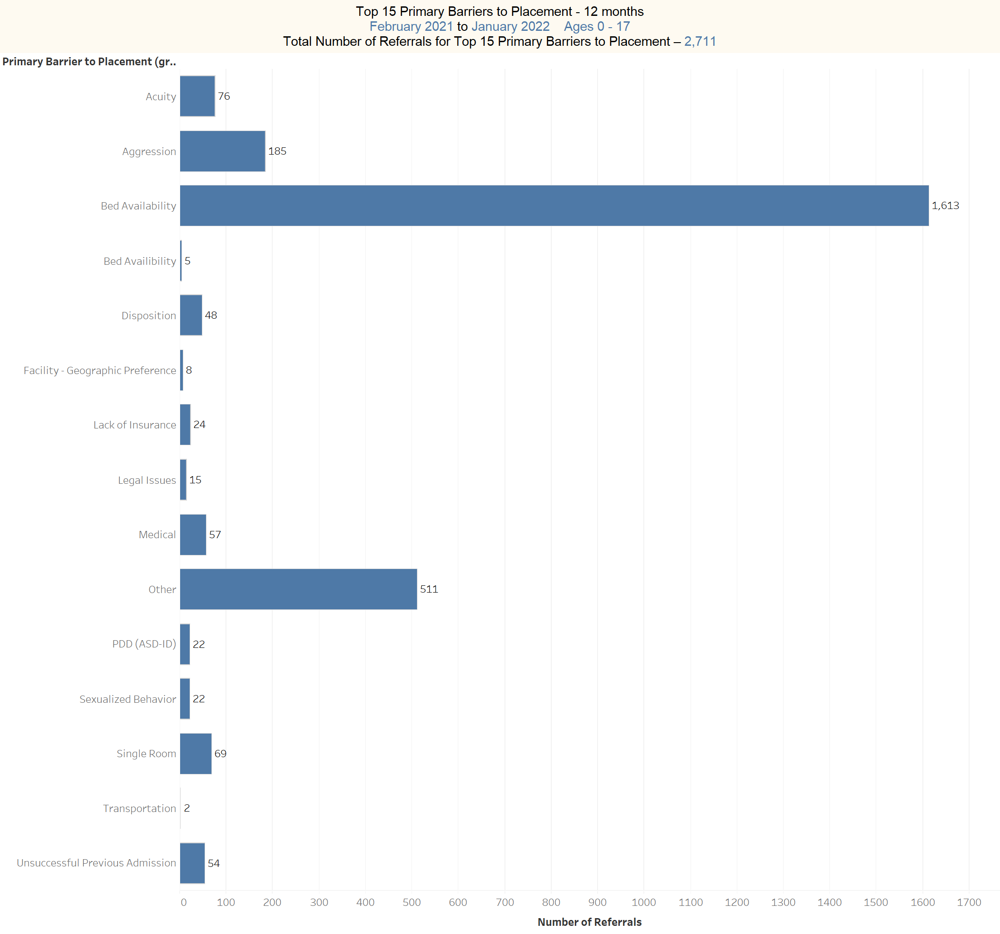 Top 15 Primary Barriers to Placement - 12 months
February 2021 to January 2022 Ages 0 - 17
Total Number of Referrals for Top 15 Primary Barriers to Placement – 2,711
Primary Barrier to Placement (gr..
Acuity 76
Aggression 185
Bed Availability 1,613
Bed Availibility 5
Disposition 48
Facility - Geographic Preference 8
Lack of Insurance 24
Legal Issues 15
Medical 57
Other 511
PDD (ASD-ID) 22
Sexualized Behavior 22
Single Room 69
Transportation 2
Unsuccessful Previous Admission 54
0 100 200 300 400 500 600 700 800 900 1000 1100 1200 1300 1400 1500 1600 1700
Number of Referrals